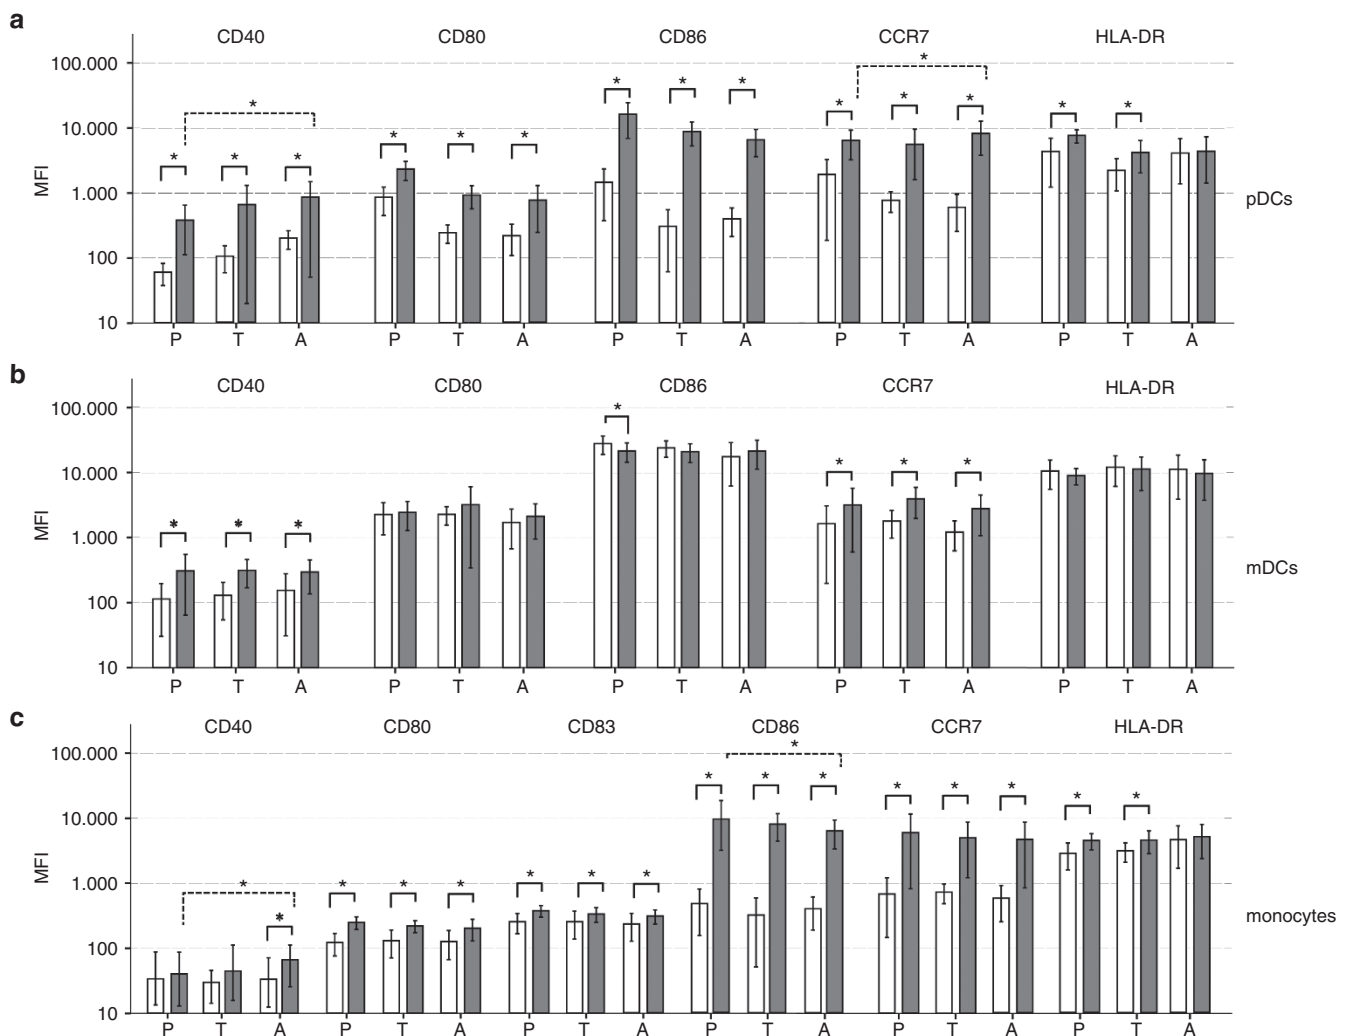 a
CD40 CD80 CD86 CCR7 HLA-DR
100.000
* * * * * * * * * * * * * * * *
10.000
MFI
1.000
pDCs
100
10
P T A P T A P T A P T A P T A
b
CD40 CD80 CD86 CCR7 HLA-DR
100.000
* * * * * * *
10.000
MFI
1.000
mDCs
100
10
P T A P T A P T A P T A P T A
c
CD40 CD80 CD83 CD86 CCR7 HLA-DR
100.000
* * * * * * * * * * * * * * * * *
10.000
MFI
1.000
monocytes
100
10
P T A P T A P T A P T A P T A P T A